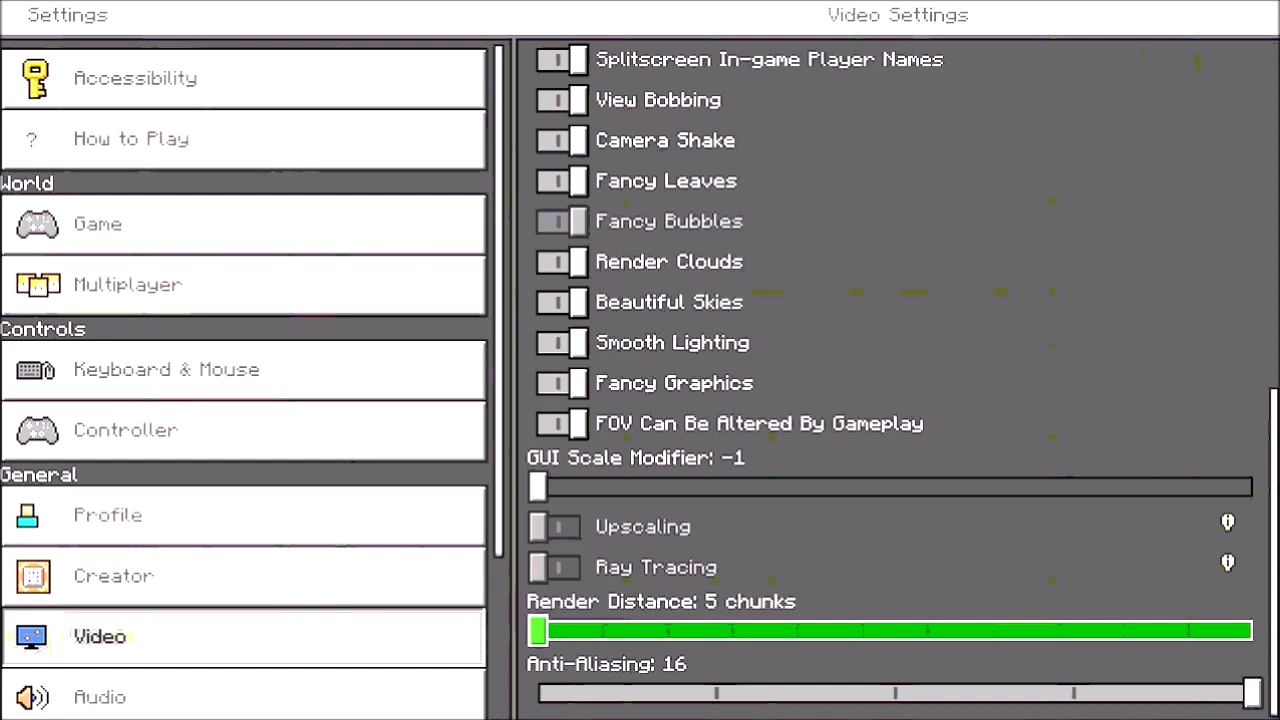 Settings
Video Settings
Accessibility
How to Play
World
Game
Multiplayer
Controls
Keyboard & Mouse
Controller
General
Profile
Creator
Video
Audio
Splitscreen In-game Player Names
View Bobbing
Camera Shake
Fancy Leaves
Fancy Bubbles
Render Clouds
Beautiful Skies
Smooth Lighting
Fancy Graphics
FOV Can Be Altered By Gameplay
GUI Scale Modifier: -1
Upscaling
Ray Tracing
Render Distance: 5 chunks
Anti-Aliasing: 16